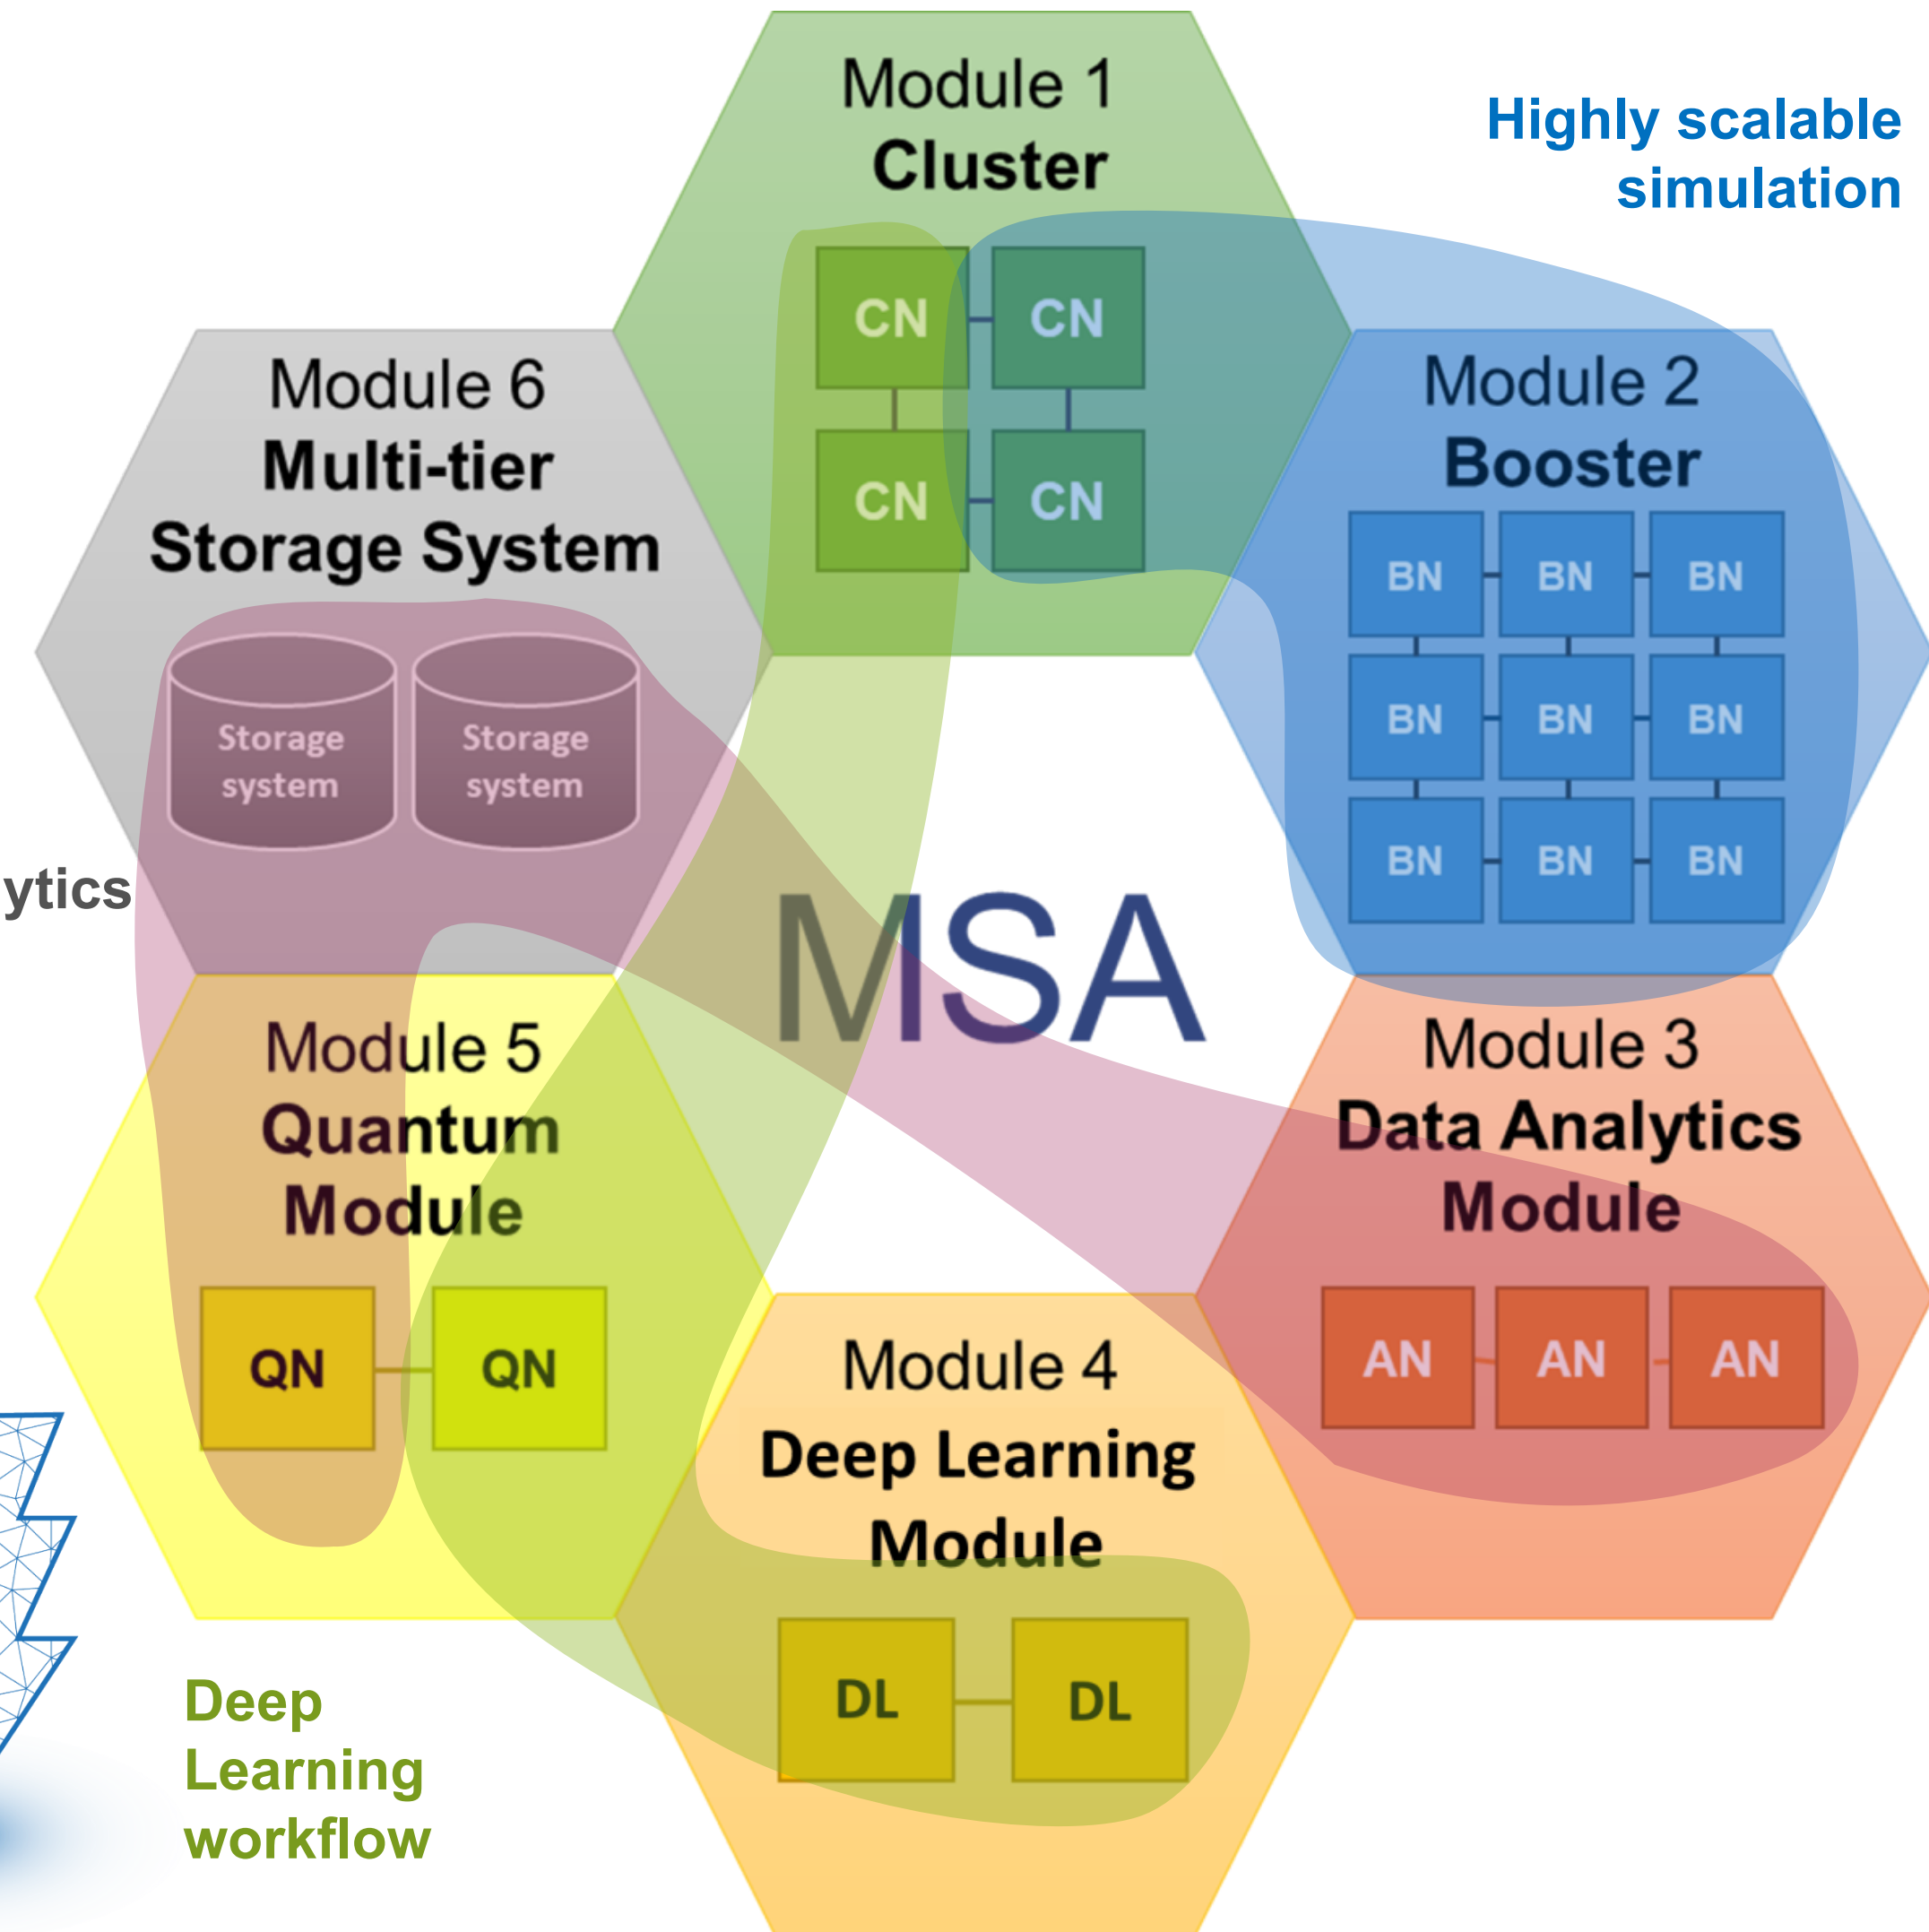 Module 1
Cluster
CN CN
CN CN
Highly scalable
simulation
Module 2
Booster
BN BN BN
BN BN BN
BN BN BN
Module 6
Multi-tier
Storage System
Storage
system
Storage
system
ytics
MSA
Module 3
Data Analytics
Module
AN AN AN
Module 5
Quantum
Module
QN QN
Module 4
Deep Learning
Module
DL DL
Deep
Learning
workflow